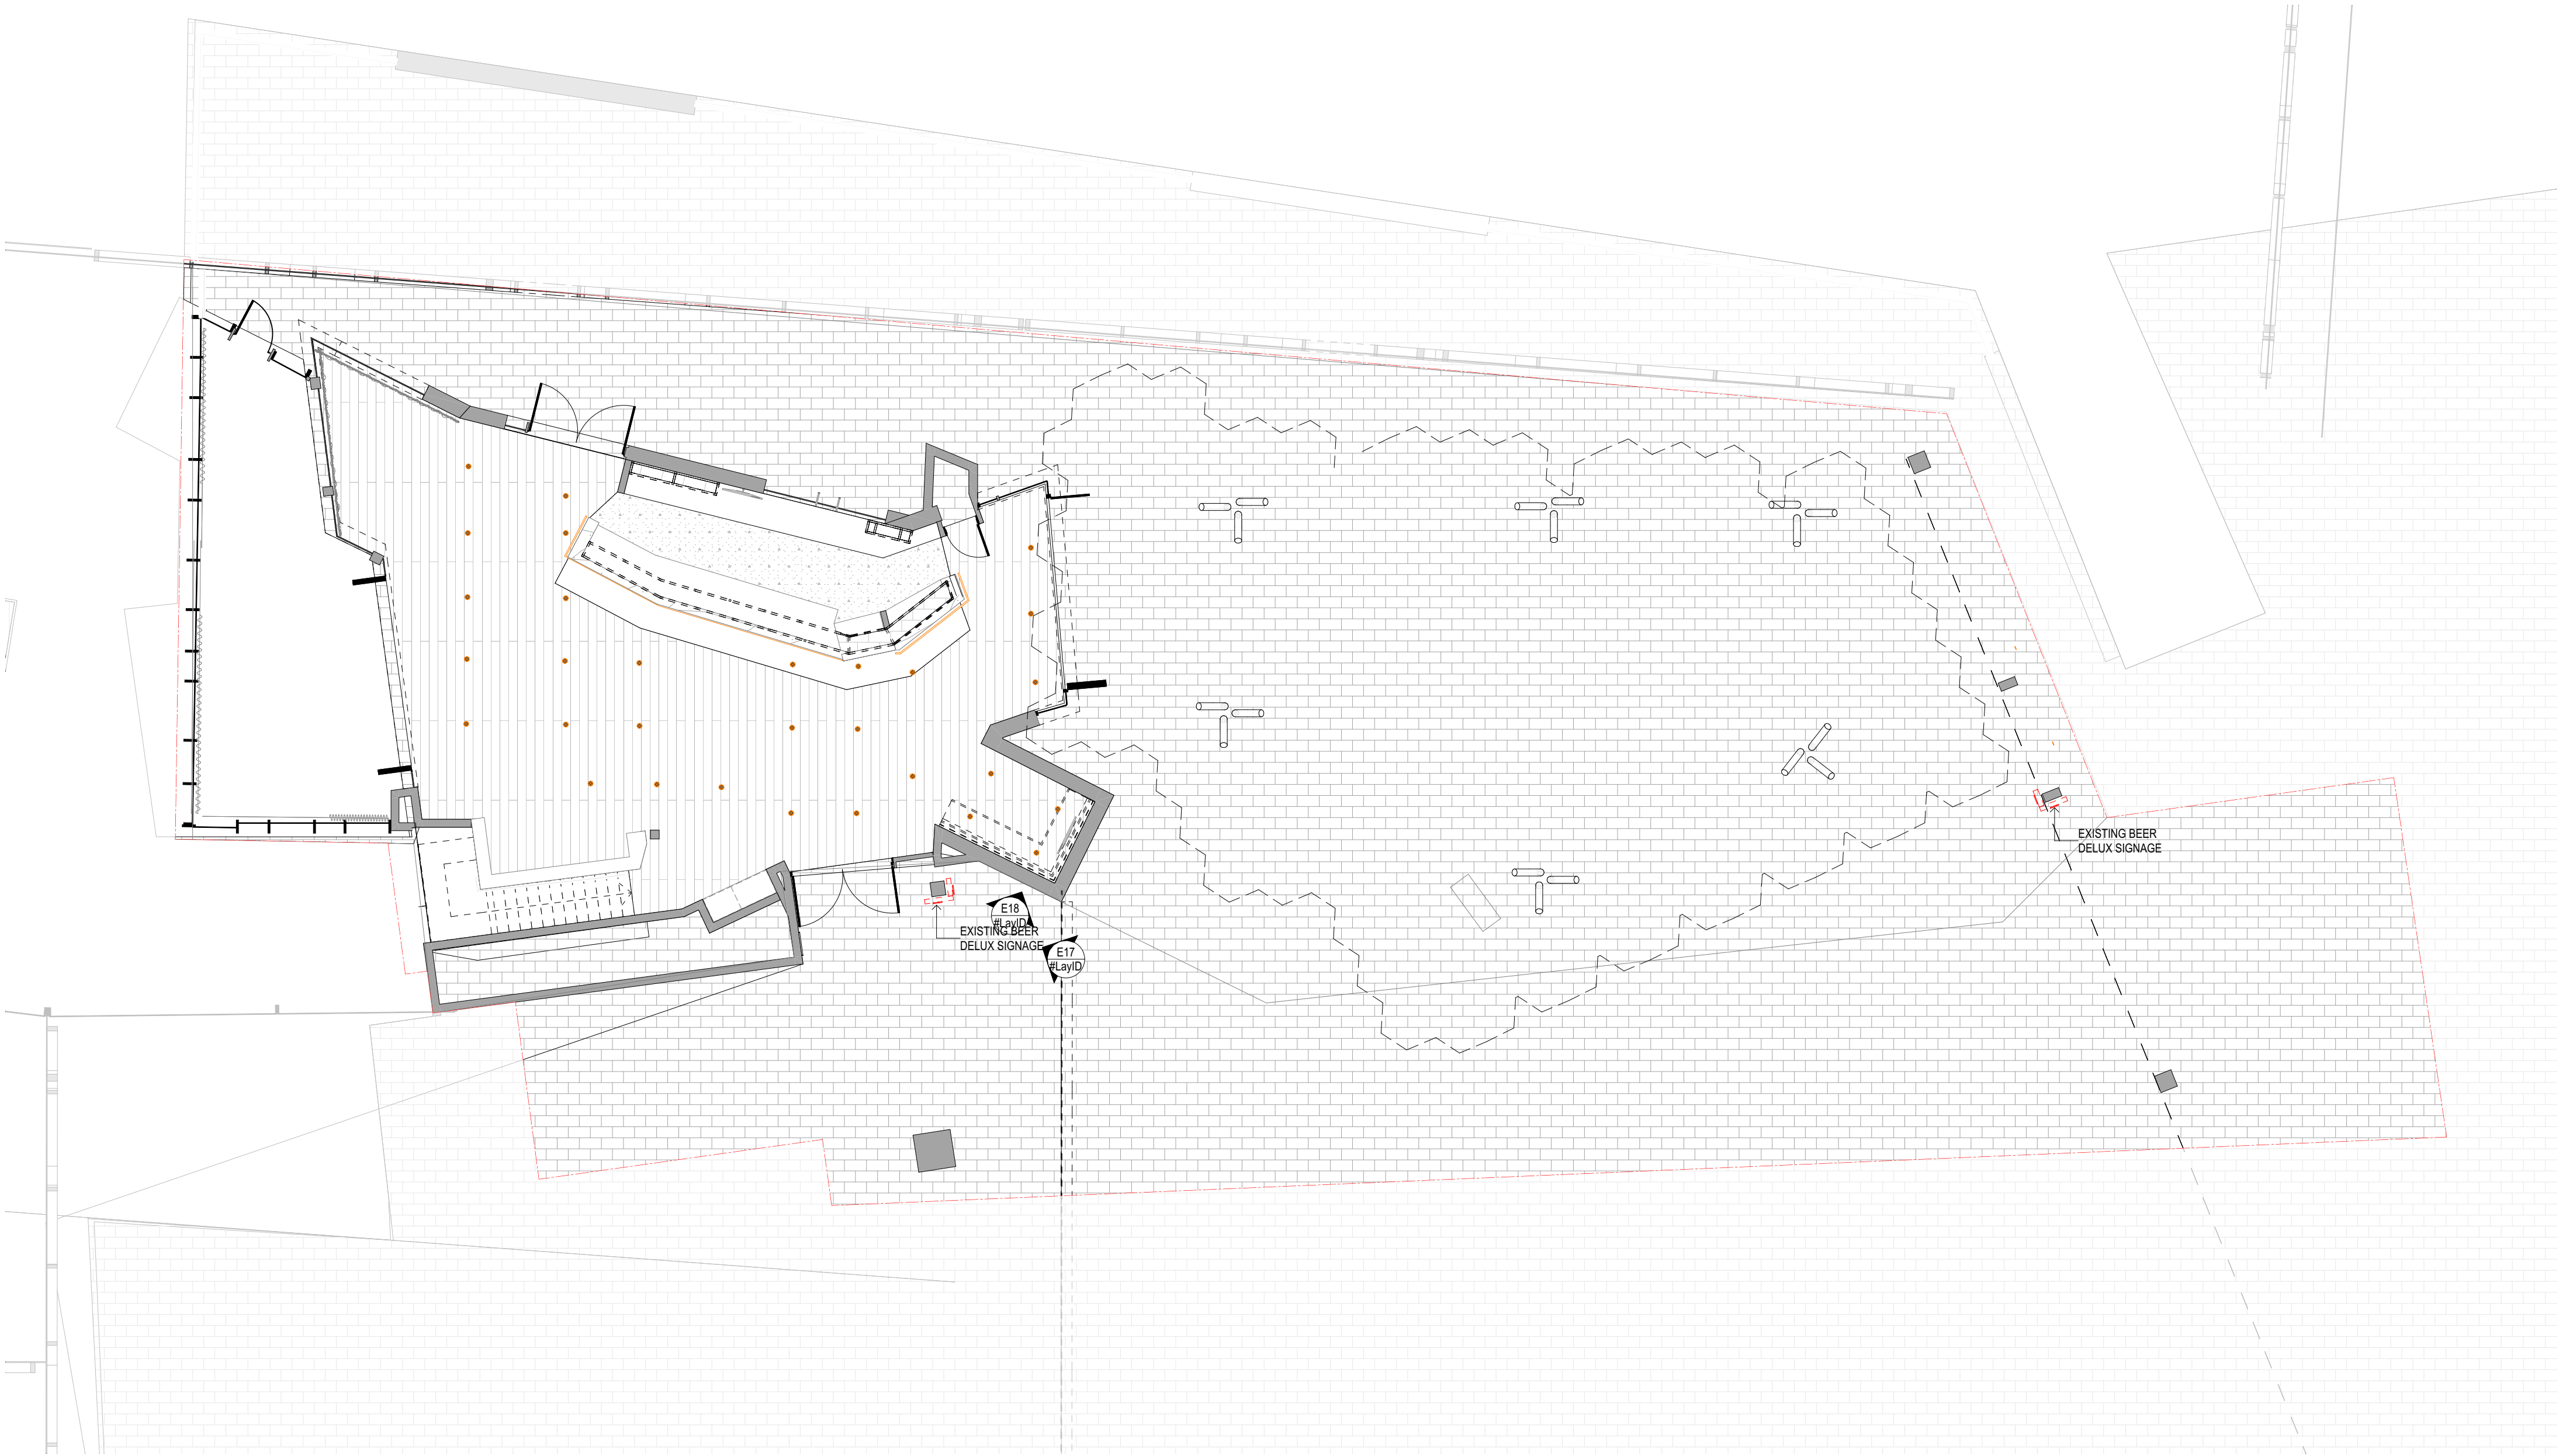 EXISTING BEER
DELUX SIGNAGE
E18
#LayID
EXISTING BEER
DELUX SIGNAGE
E17
#LayID